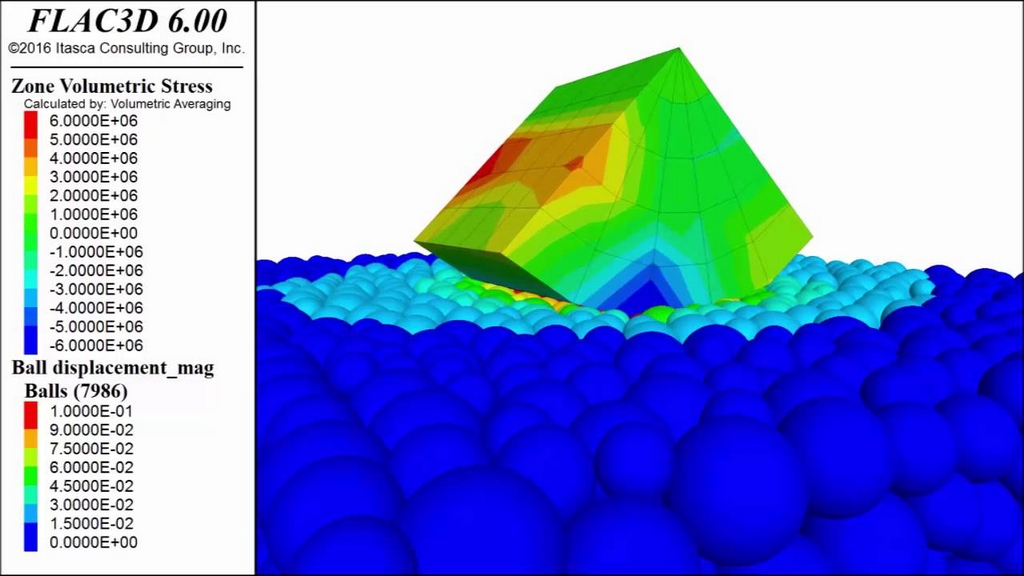 FLAC3D 6.00
©2016 Itasca Consulting Group, Inc.
Zone Volumetric Stress
Calculated by: Volumetric Averaging
6.0000E+06
5.0000E+06
4.0000E+06
3.0000E+06
2.0000E+06
1.0000E+06
0.0000E+00
-1.0000E+06
-2.0000E+06
-3.0000E+06
-4.0000E+06
-5.0000E+06
-6.0000E+06
Ball displacement_mag
Balls (7986)
1.0000E-01
9.0000E-02
7.5000E-02
6.0000E-02
4.5000E-02
3.0000E-02
1.5000E-02
0.0000E+00